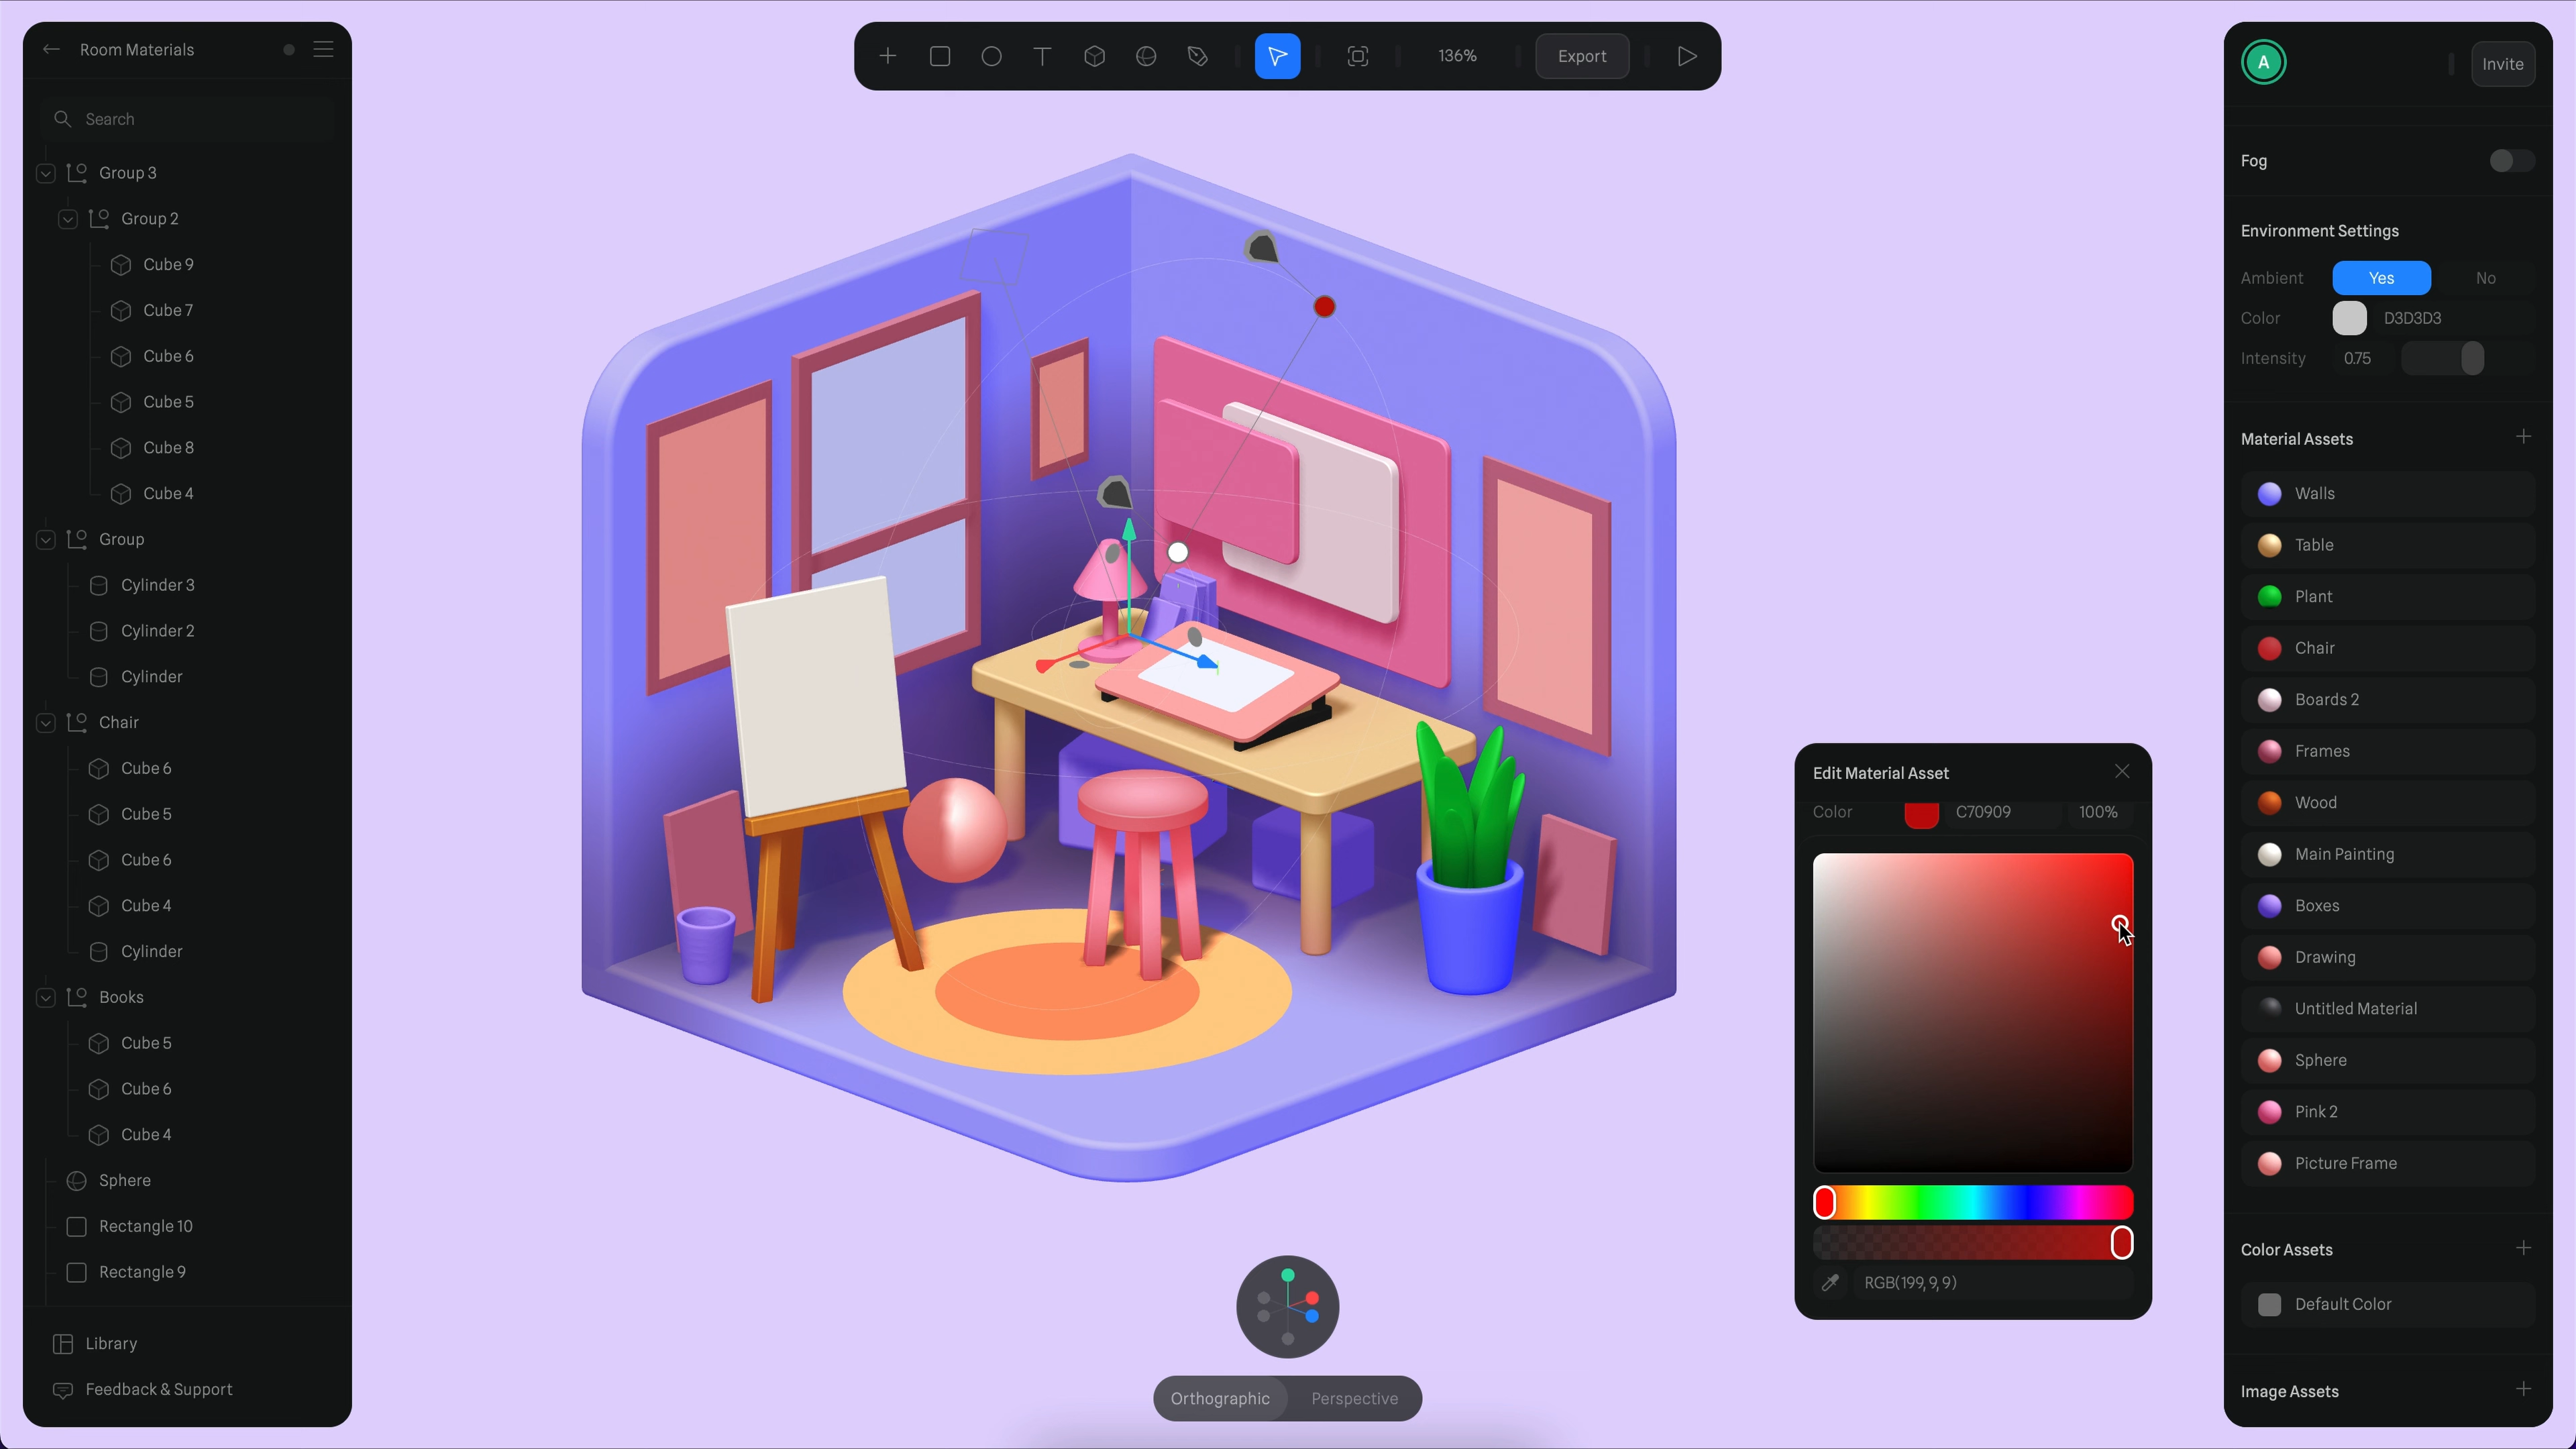 Room Materials
Search
Group 3
Group 2
Cube 9
Cube 7
Cube 6
Cube 5
Cube 8
Cube 4
Group
Cylinder 3
Cylinder 2
Cylinder
Chair
Cube 6
Cube 5
Cube 6
Cube 4
Cylinder
Books
Cube 5
Cube 6
Cube 4
Sphere
Rectangle 10
Rectangle 9
Library
Feedback & Support
136%
Export
Orthographic
Perspective
Edit Material Asset
Color
C70909
100%
RGB(199, 9, 9)
A
Invite
Fog
Environment Settings
Ambient
Yes
No
Color
D3D3D3
Intensity
0.75
Material Assets
Walls
Table
Plant
Chair
Boards 2
Frames
Wood
Main Painting
Boxes
Drawing
Untitled Material
Sphere
Pink 2
Picture Frame
Color Assets
Default Color
Image Assets